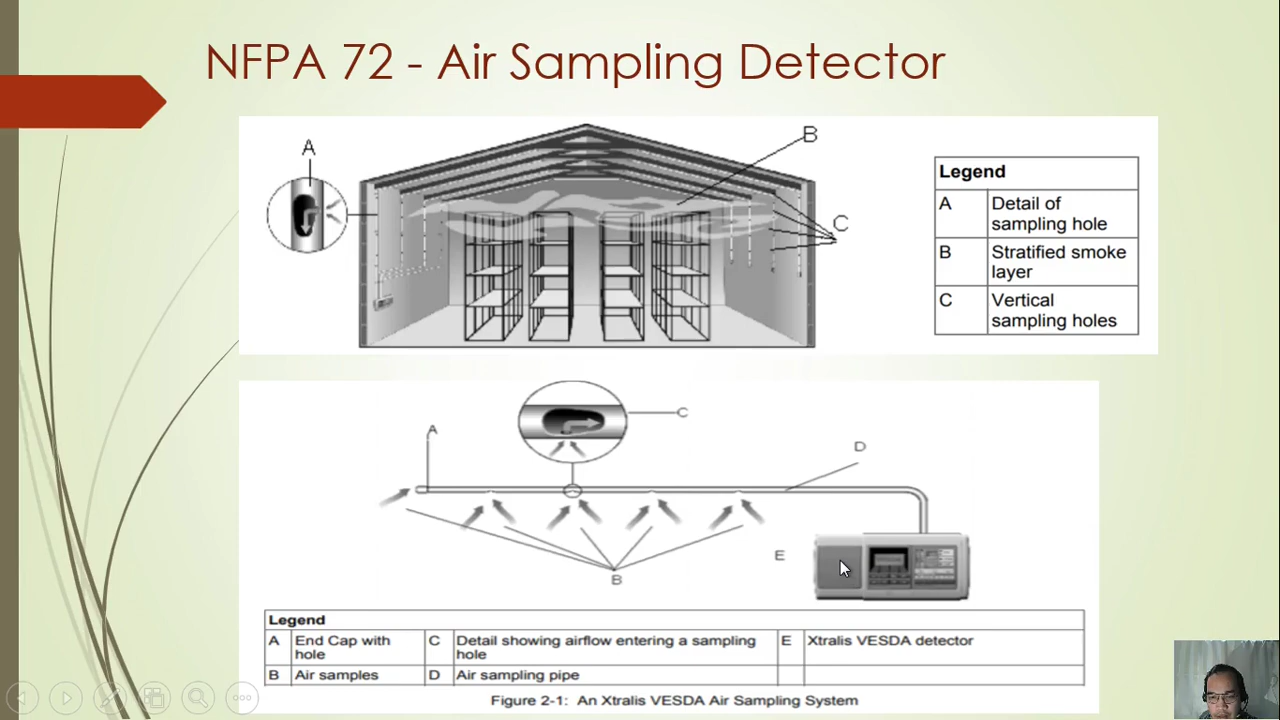 NFPA 72 - Air Sampling Detector
A
B
C
Legend
A Detail of
sampling hole
B Stratified smoke
layer
C Vertical
sampling holes
C
A
D
E
B
Legend
A End Cap with
hole
C Detail showing airflow entering a sampling
hole
E Xtralis VESDA detector
B Air samples
D Air sampling pipe
Figure 2-1: An Xtralis VESDA Air Sampling System